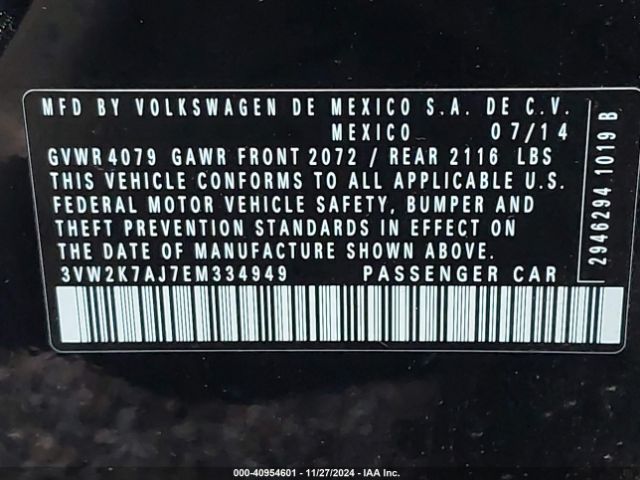 MFD BY VOLKSWAGEN DE MEXICO S.A. DE C.V.
MEXICO 07/14
GVWR 4079 GAWR FRONT 2072 / REAR 2116 LBS
THIS VEHICLE CONFORMS TO ALL APPLICABLE U.S.
FEDERAL MOTOR VEHICLE SAFETY, BUMPER AND
THEFT PREVENTION STANDARDS IN EFFECT ON
THE DATE OF MANUFACTURE SHOWN ABOVE.
3VW2K7AJ7EM334949 PASSENGER CAR
2946294 1019 B
000-40954601 - 11/27/2024 - IAA Inc.